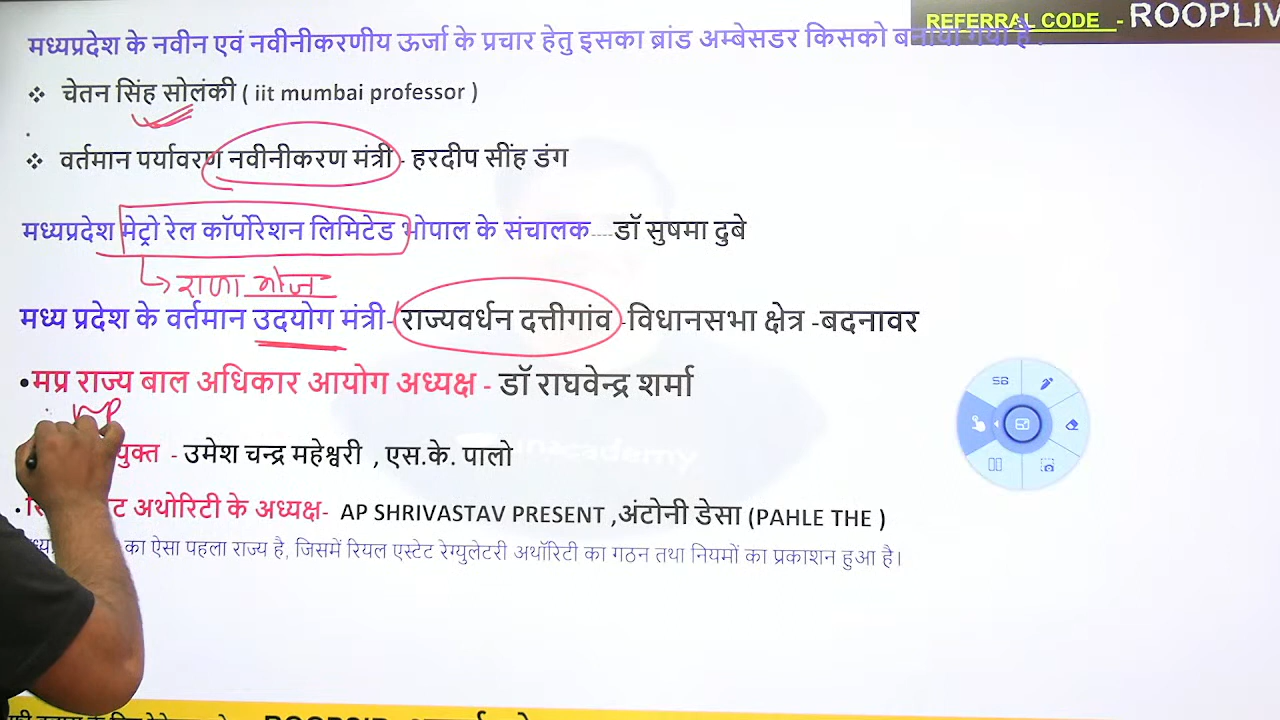 REFERRAL CODE - ROOPLIV
मध्यप्रदेश के नवीन एवं नवीनीकरणीय ऊर्जा के प्रचार हेतु इसका ब्रांड अम्बेसडर किसको बनाया गया है .
❖ चेतन सिंह सोलंकी ( iit mumbai professor )
❖ वर्तमान पर्यावरण नवीनीकरण मंत्री - हरदीप सींह डंग
मध्यप्रदेश मेट्रो रेल कॉर्पोरेशन लिमिटेड भोपाल के संचालक----डॉ सुषमा दुबे
राजा भोज
मध्य प्रदेश के वर्तमान उदयोग मंत्री- राज्यवर्धन दत्तीगांव -विधानसभा क्षेत्र -बदनावर
•मप्र राज्य बाल अधिकार आयोग अध्यक्ष - डॉ राघवेन्द्र शर्मा
MP
युक्त - उमेश चन्द्र महेश्वरी , एस.के. पालो
unacademy
अथोरिटी के अध्यक्ष- AP SHRIVASTAV PRESENT ,अंटोनी डेसा (PAHLE THE )
का ऐसा पहला राज्य है, जिसमें रियल एस्टेट रेग्युलेटरी अथॉरिटी का गठन तथा नियमों का प्रकाशन हुआ है।